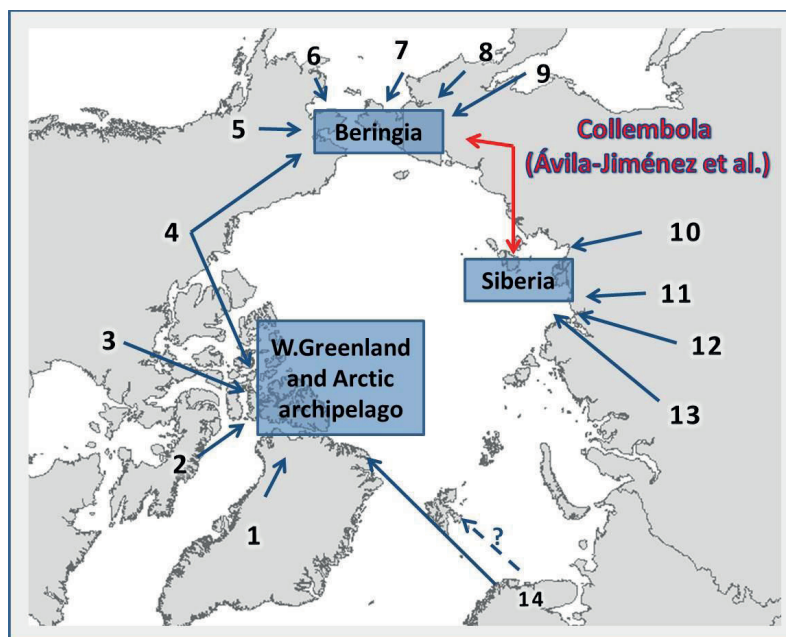 6
7
8
9
5
Beringia
Collembola
(Ávila-Jiménez et al.)
4
10
Siberia
11
3
W.Greenland
and Arctic
archipelago
12
13
2
1
?
14